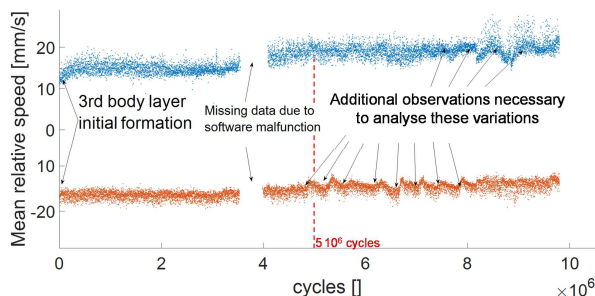 Mean relative speed [mm/s]
20
10
0
10
-20
3rd body layer
initial formation
Missing data due to
software malfunction
Additional observations necessary
to analyse these variations
5 10⁶ cycles
0
2
4
6
8
10
cycles []
×10⁶